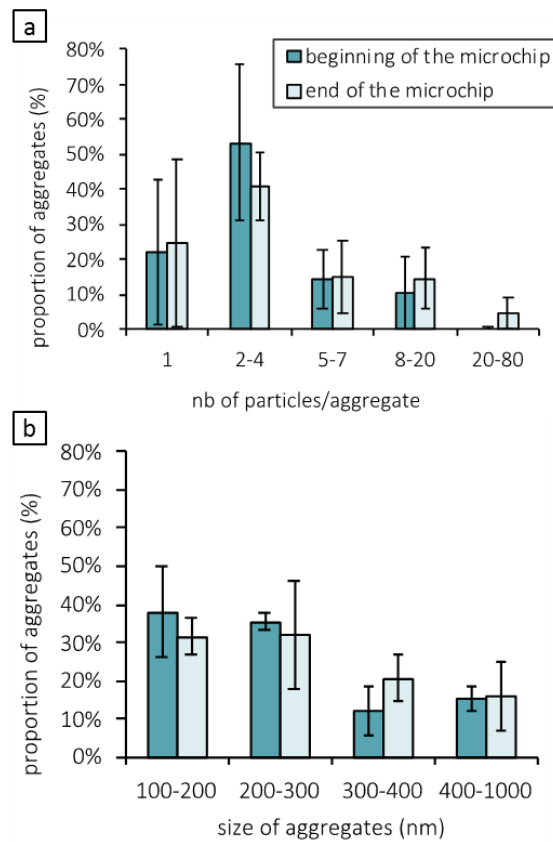 a
80%
70%
60%
50%
40%
30%
20%
10%
0%
proportion of aggregates (%)
beginning of the microchip
end of the microchip
1 2-4 5-7 8-20 20-80
nb of particles/aggregate
b
80%
70%
60%
50%
40%
30%
20%
10%
0%
proportion of aggregates (%)
100-200 200-300 300-400 400-1000
size of aggregates (nm)